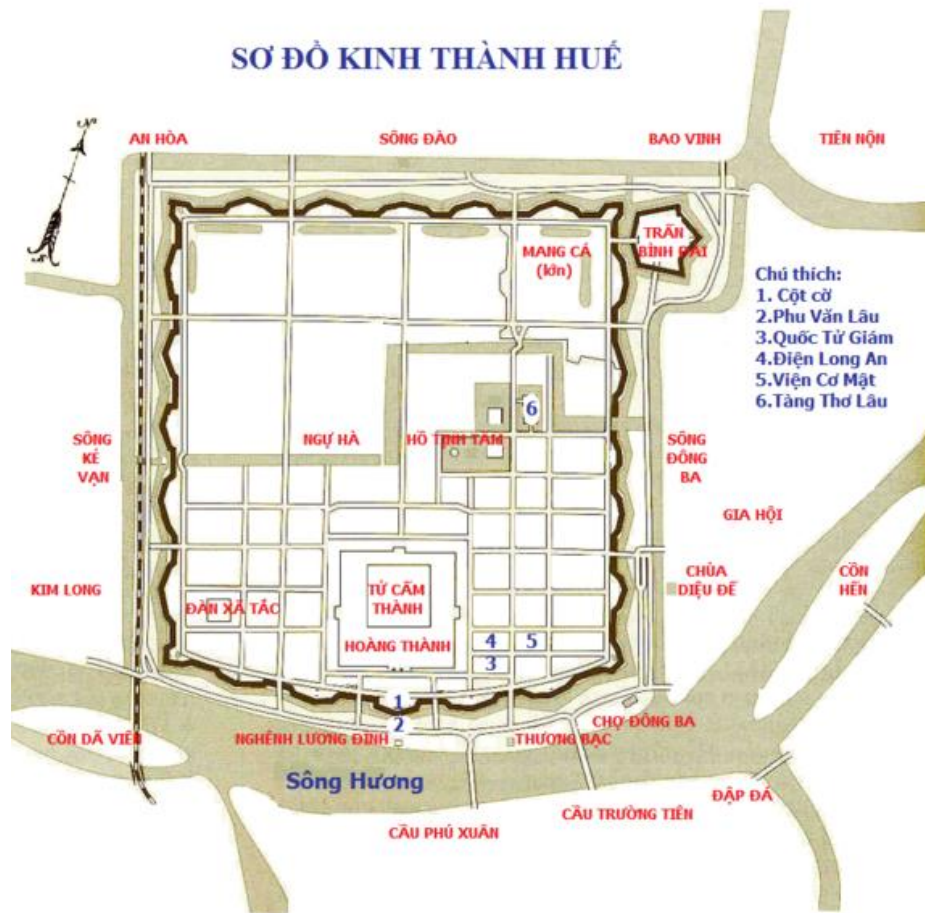 SƠ ĐỒ KINH THÀNH HUẾ
N
AN HÒA
SÔNG ĐÀO
BAO VINH
TIÊN NỘN
S
MANG CÁ
(lớn)
TRẤN
BÌNH ĐÀI
Chú thích:
1. Cột cờ
2.Phu Văn Lâu
3.Quốc Tử Giám
4.Điện Long An
5.Viện Cơ Mật
6.Tàng Thơ Lâu
6
SÔNG
KẺ
VẠN
NGỰ HÀ
HỒ TỊNH TÂM
SÔNG
ĐÔNG
BA
GIA HỘI
KIM LONG
ĐÀN XÃ TẮC
TỬ CẤM
THÀNH
HOÀNG THÀNH
4
5
3
CHÙA
DIỆU ĐẾ
CỒN
HẾN
1
2
CỒN DÃ VIÊN
NGHÊNH LƯƠNG ĐÌNH
THƯƠNG BẠC
CHỢ ĐÔNG BA
Sông Hương
ĐẬP ĐÁ
CẦU TRƯỜNG TIỀN
CẦU PHÚ XUÂN